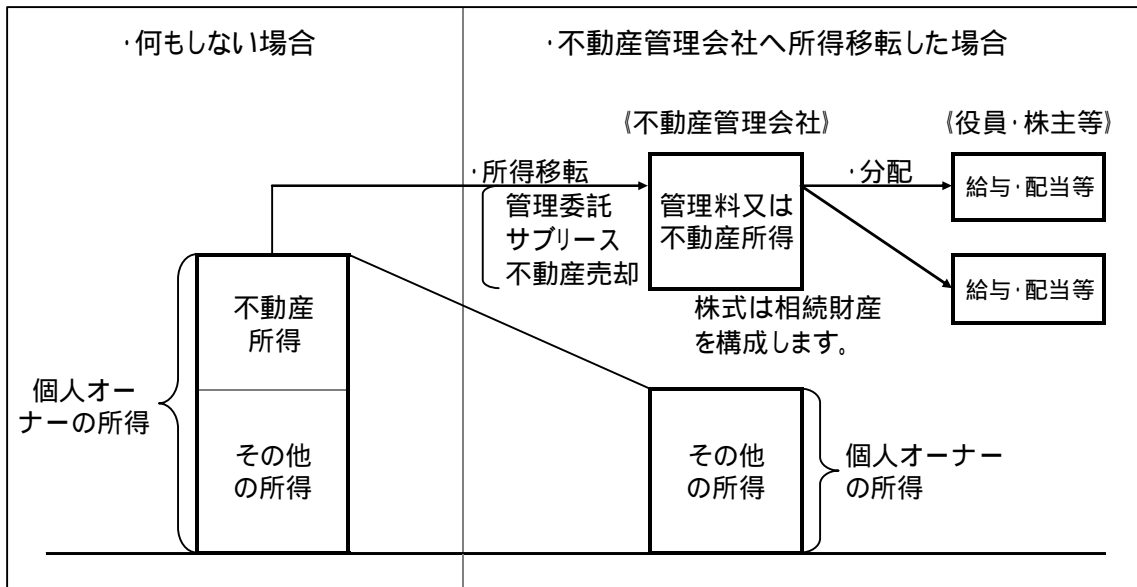 ・何もしない場合
・不動産管理会社へ所得移転した場合
《不動産管理会社》
《役員・株主等》
・所得移転
管理委託
サブリース
不動産売却
管理料又は
不動産所得
・分配
給与・配当等
給与・配当等
株式は相続財産
を構成します。
不動産
所得
個人オー
ナーの所得
その他
の所得
その他
の所得
個人オーナー
の所得